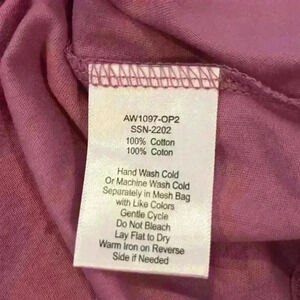 AW1097-OP2
SSN-2202
100% Cotton
100% Coton
Hand Wash Cold
Or Machine Wash Cold
Separately in Mesh Bag
with Like Colors
Gentle Cycle
Do Not Bleach
Lay Flat to Dry
Warm Iron on Reverse
Side if Needed